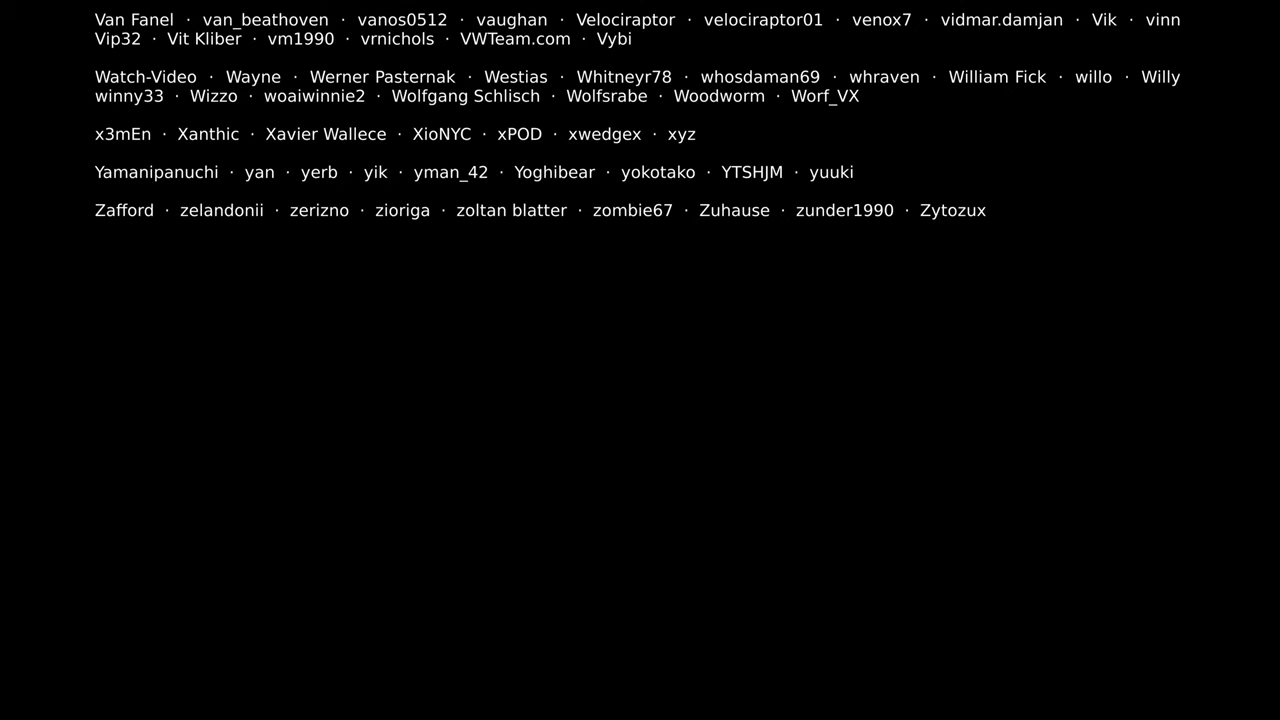 Van Fanel · van_beathoven · vanos0512 · vaughan · Velociraptor · velociraptor01 · venox7 · vidmar.damjan · Vik · vinn
Vip32 · Vit Kliber · vm1990 · vrnichols · VWTeam.com · Vybi
Watch-Video · Wayne · Werner Pasternak · Westias · Whitneyr78 · whosdaman69 · whraven · William Fick · willo · Willy
winny33 · Wizzo · woaiwinnie2 · Wolfgang Schlisch · Wolfsrabe · Woodworm · Worf_VX
x3mEn · Xanthic · Xavier Wallece · XioNYC · xPOD · xwedgex · xyz
Yamanipanuchi · yan · yerb · yik · yman_42 · Yoghibear · yokotako · YTSHJM · yuuki
Zafford · zelandonii · zerizno · zioriga · zoltan blatter · zombie67 · Zuhause · zunder1990 · Zytozux